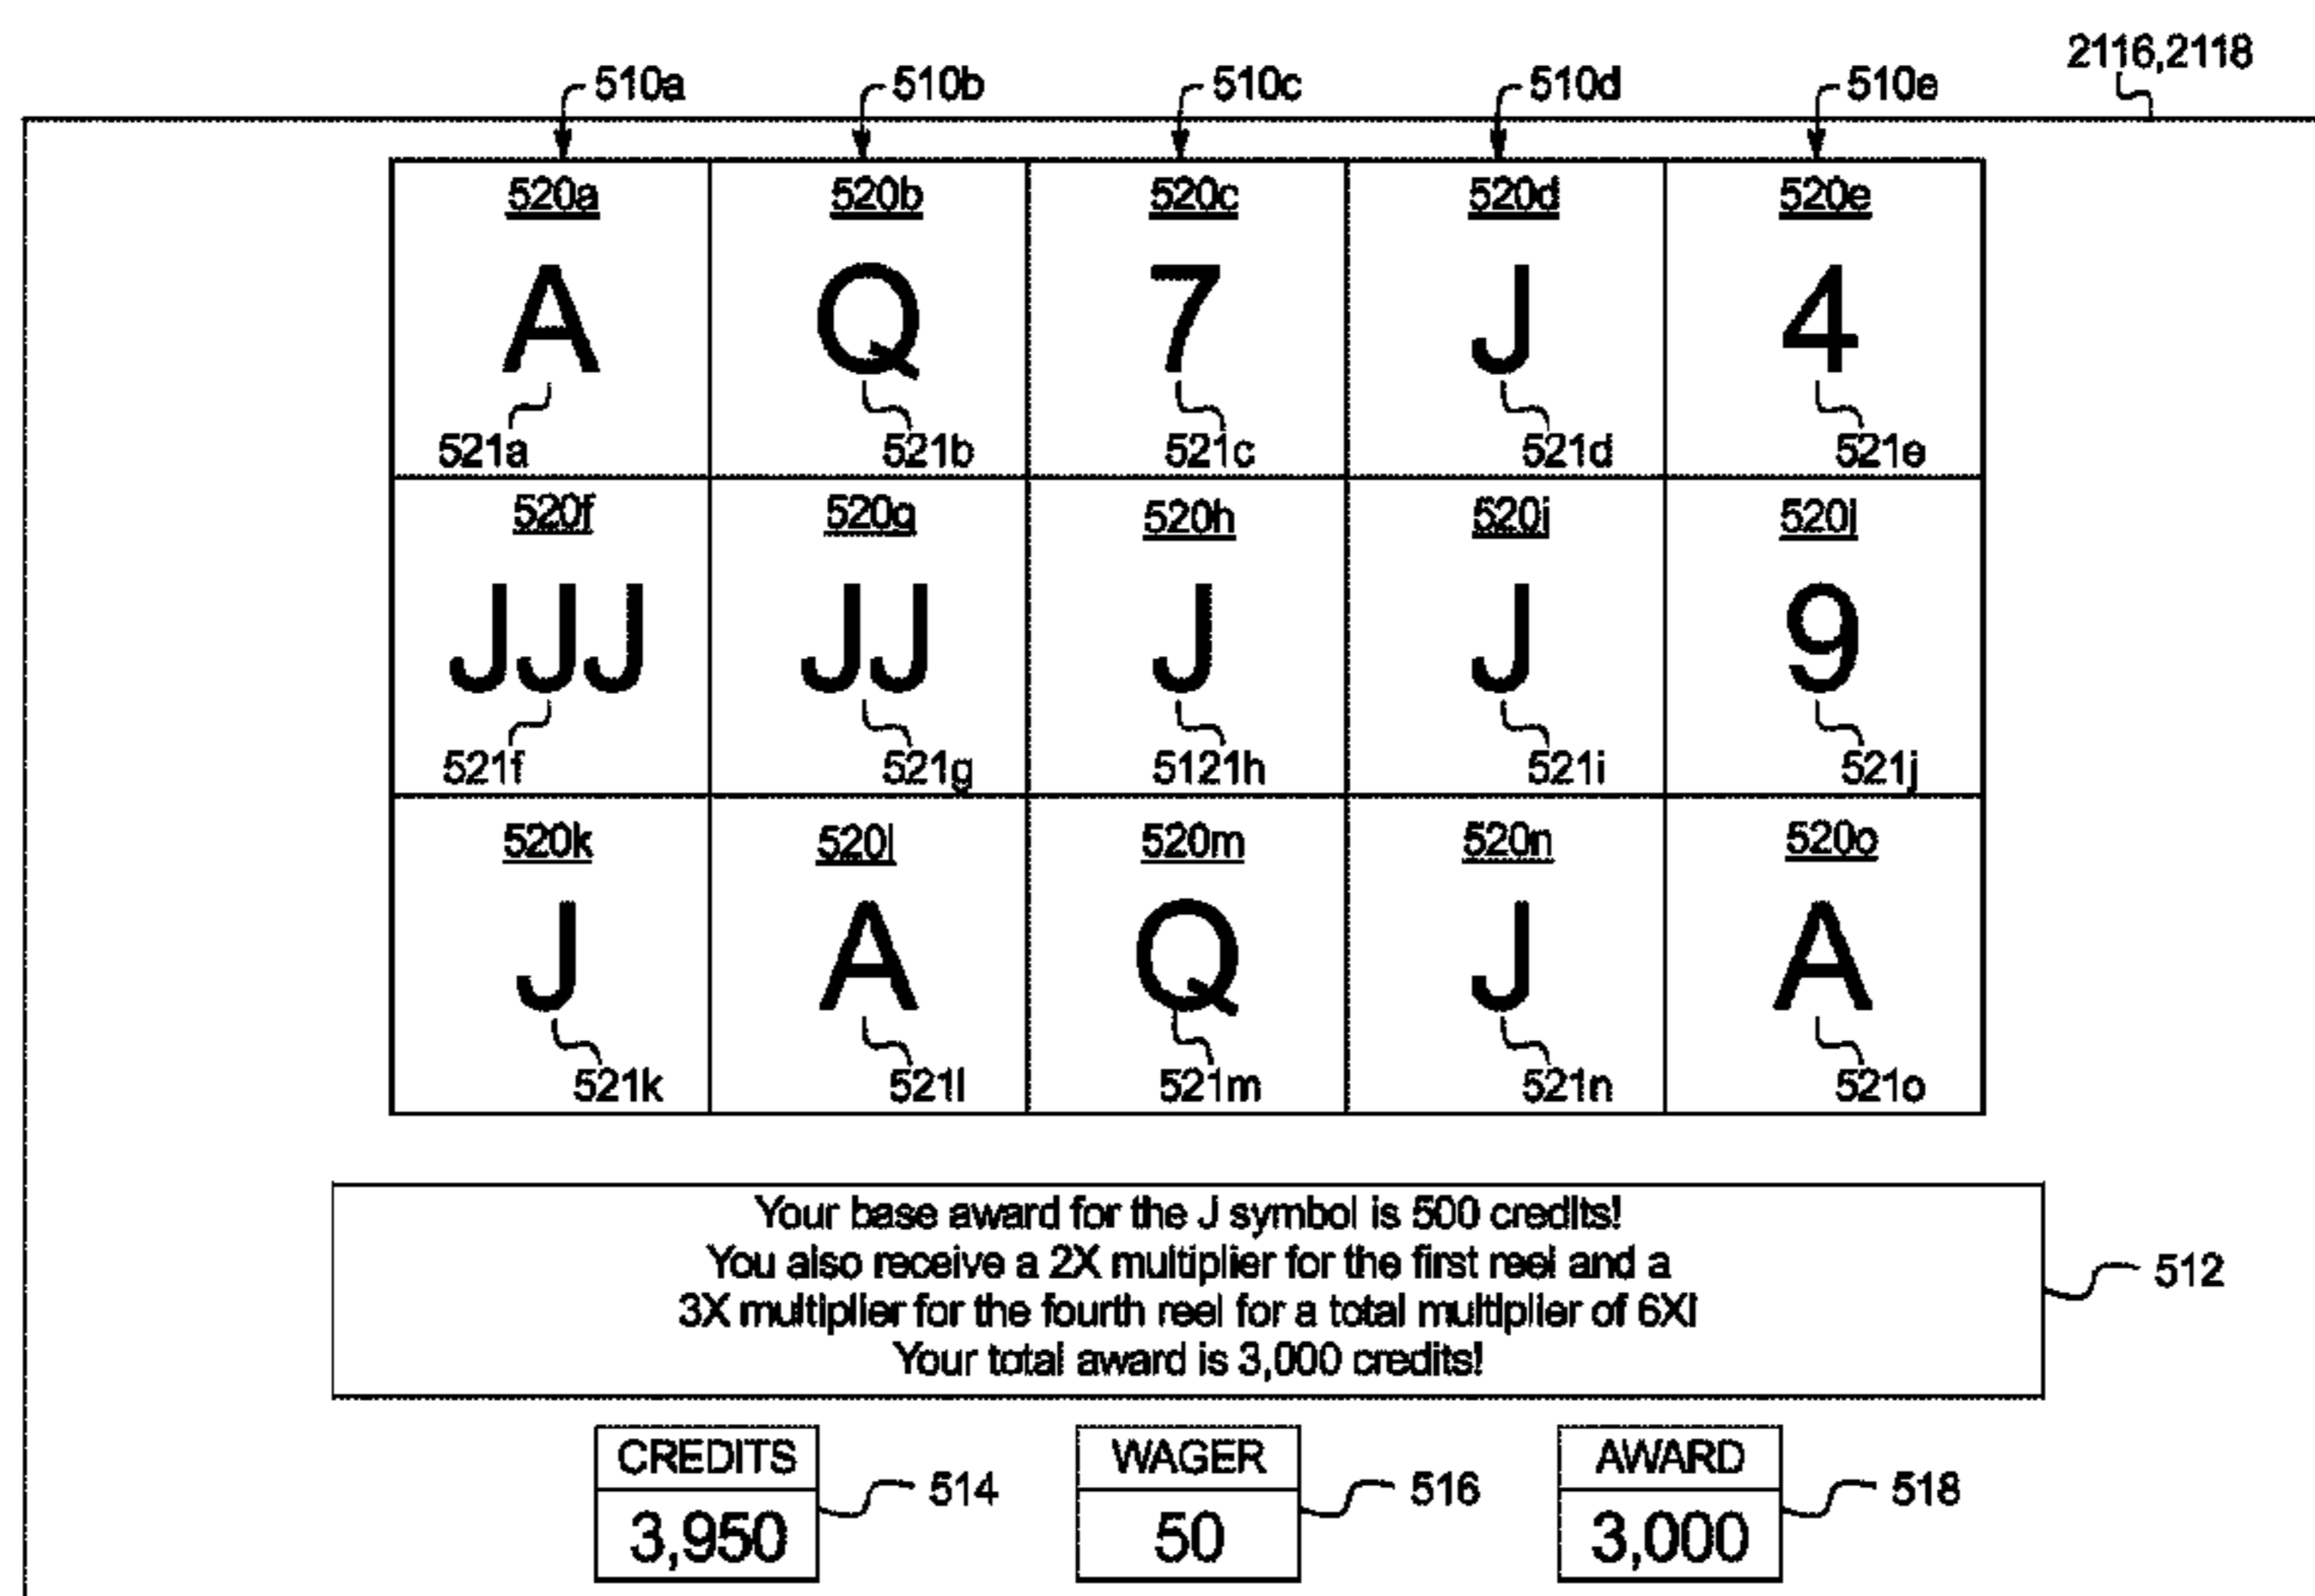 2116,2118
510a 510b 510c 510d 510e
520a 520b 520c 520d 520e
A Q 7 J 4
521a 521b 521c 521d 521e
520f 520g 520h 520i 520j
JJJ JJ J J 9
521f 521g 5121h 521i 521j
520k 520l 520m 520n 520o
J A Q J A
521k 521l 521m 521n 521o
Your base award for the J symbol is 500 credits!
You also receive a 2X multiplier for the first reel and a
3X multiplier for the fourth reel for a total multiplier of 6X!
Your total award is 3,000 credits!
512
CREDITS WAGER AWARD
514 516 518
3,950 50 3,000